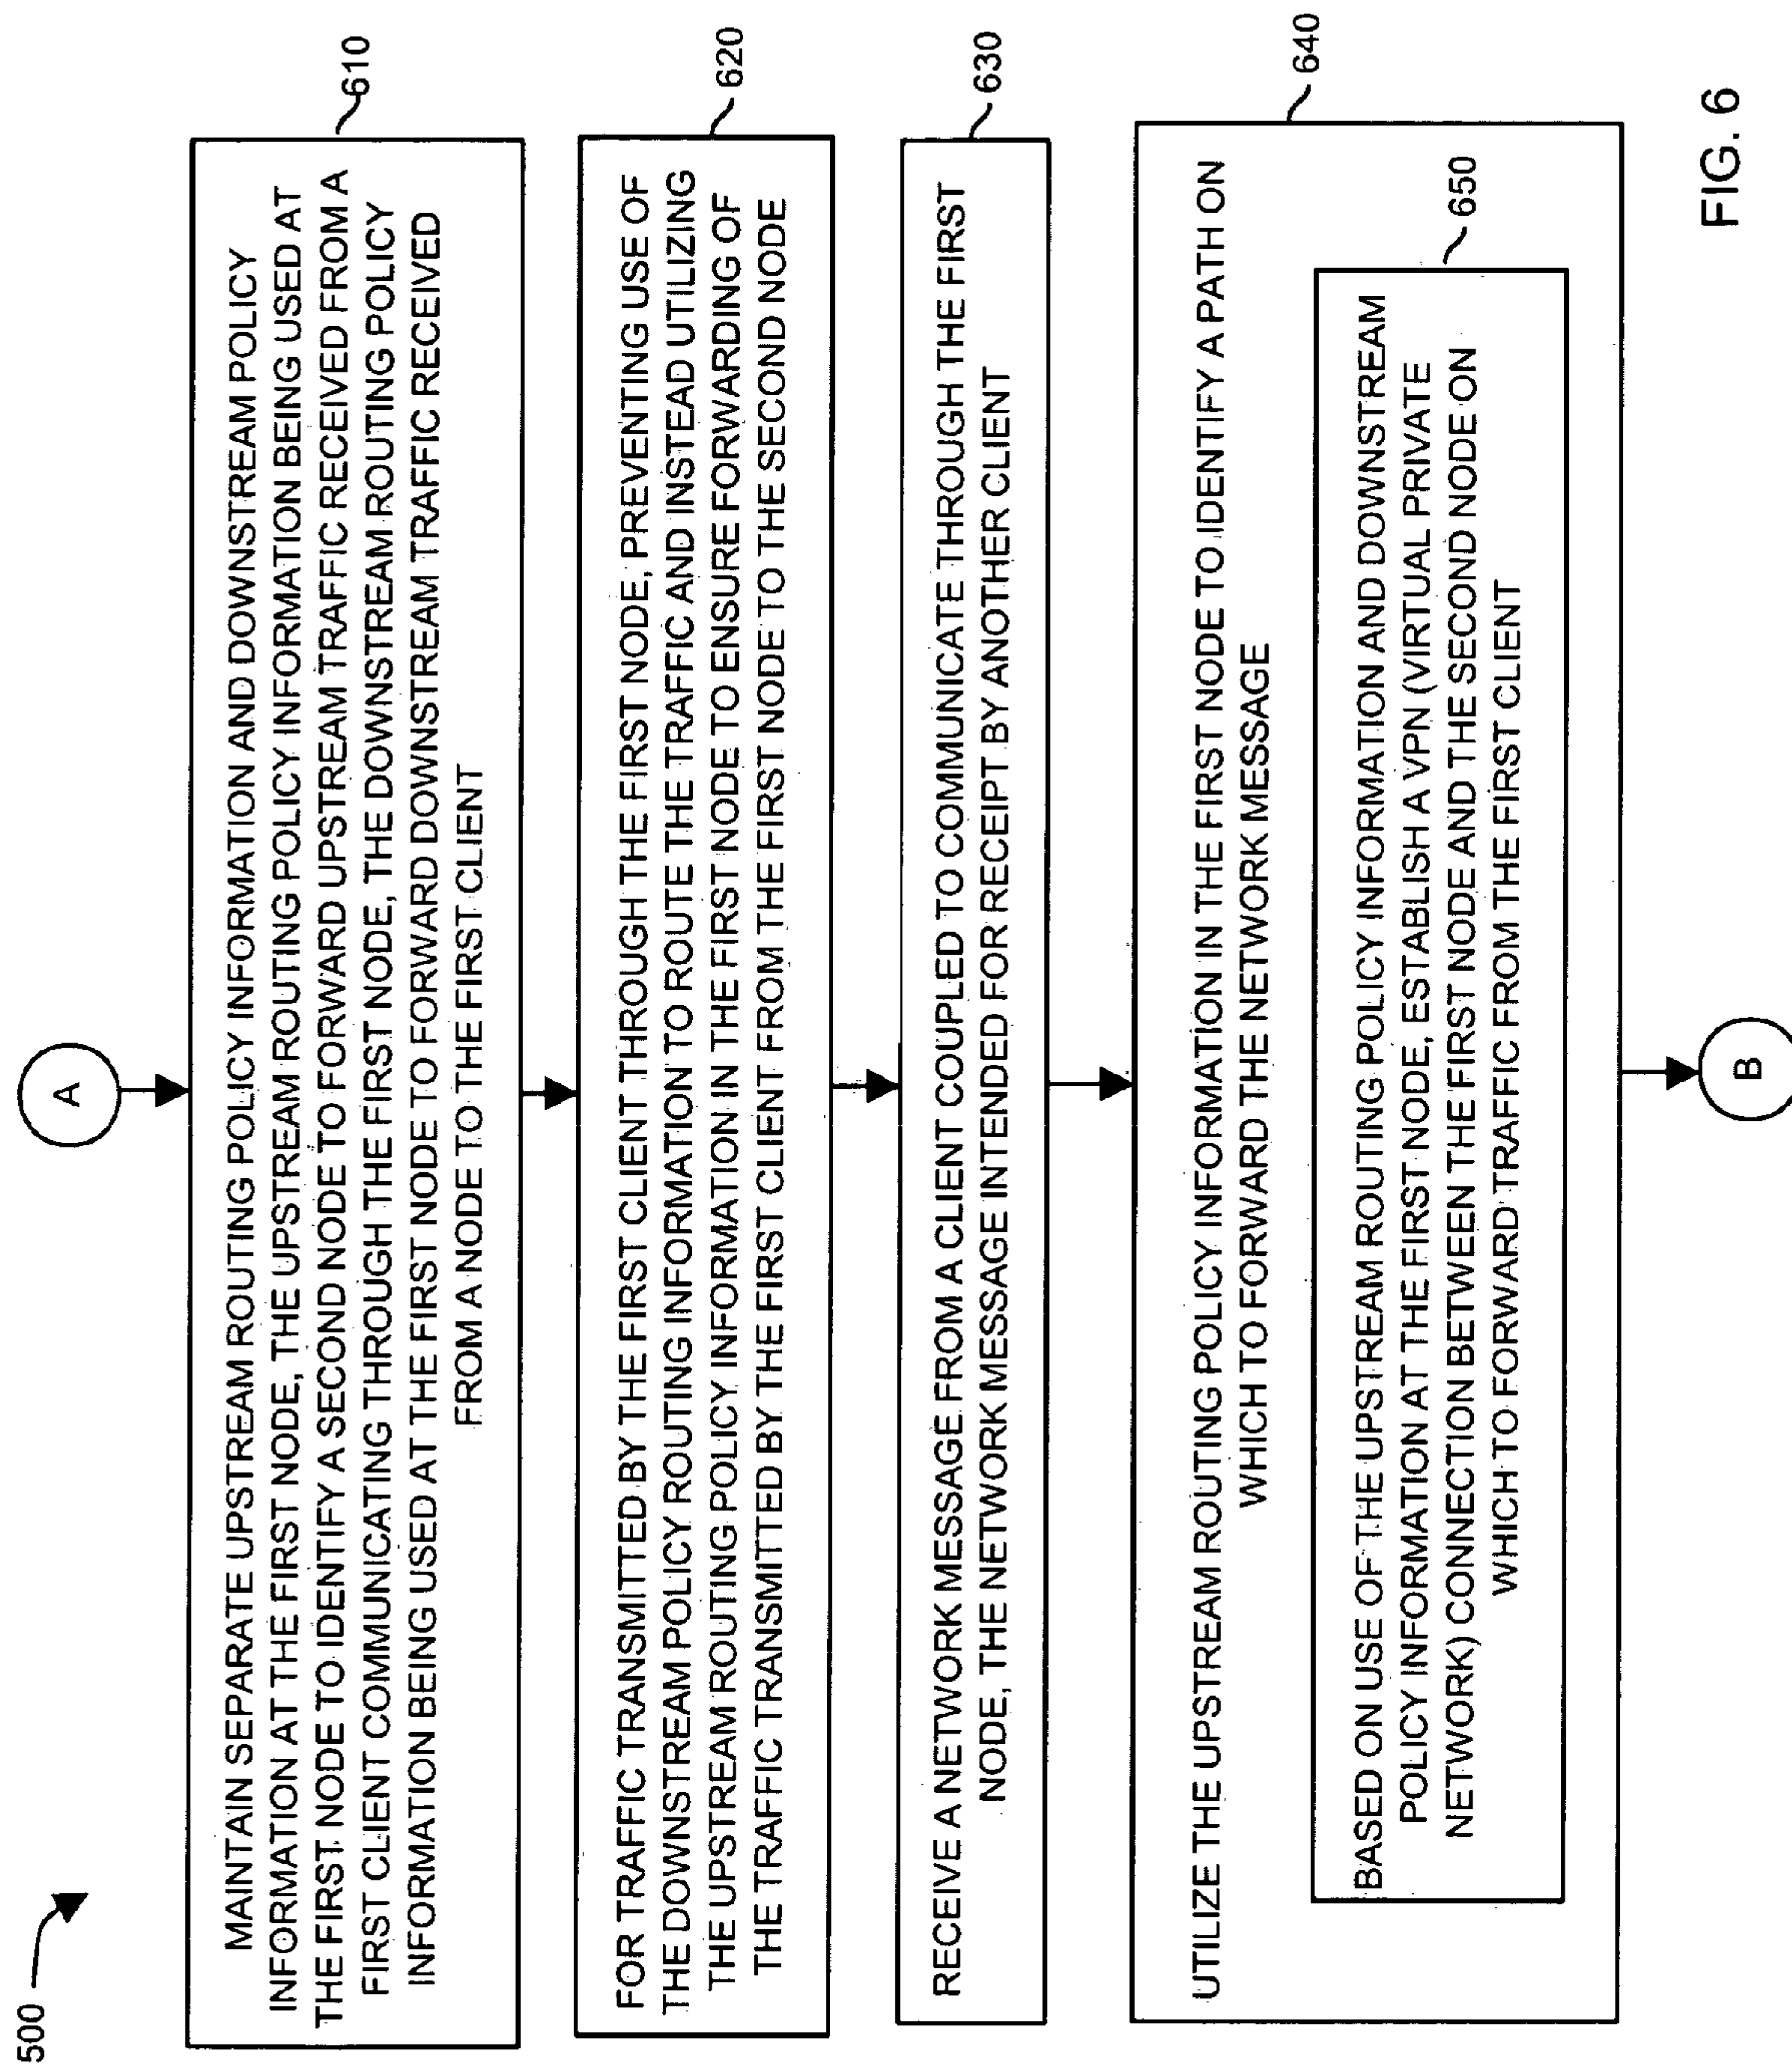 500
A
MAINTAIN SEPARATE UPSTREAM ROUTING POLICY INFORMATION AND DOWNSTREAM POLICY
INFORMATION AT THE FIRST NODE, THE UPSTREAM ROUTING POLICY INFORMATION BEING USED AT
THE FIRST NODE TO IDENTIFY A SECOND NODE TO FORWARD UPSTREAM TRAFFIC RECEIVED FROM A
FIRST CLIENT COMMUNICATING THROUGH THE FIRST NODE, THE DOWNSTREAM ROUTING POLICY
INFORMATION BEING USED AT THE FIRST NODE TO FORWARD DOWNSTREAM TRAFFIC RECEIVED
FROM A NODE TO THE FIRST CLIENT
610
FOR TRAFFIC TRANSMITTED BY THE FIRST CLIENT THROUGH THE FIRST NODE, PREVENTING USE OF
THE DOWNSTREAM POLICY ROUTING INFORMATION TO ROUTE THE TRAFFIC AND INSTEAD UTILIZING
THE UPSTREAM ROUTING POLICY INFORMATION IN THE FIRST NODE TO ENSURE FORWARDING OF
THE TRAFFIC TRANSMITTED BY THE FIRST CLIENT FROM THE FIRST NODE TO THE SECOND NODE
620
RECEIVE A NETWORK MESSAGE FROM A CLIENT COUPLED TO COMMUNICATE THROUGH THE FIRST
NODE, THE NETWORK MESSAGE INTENDED FOR RECEIPT BY ANOTHER CLIENT
630
UTILIZE THE UPSTREAM ROUTING POLICY INFORMATION IN THE FIRST NODE TO IDENTIFY A PATH ON
WHICH TO FORWARD THE NETWORK MESSAGE
640
BASED ON USE OF THE UPSTREAM ROUTING POLICY INFORMATION AND DOWNSTREAM
POLICY INFORMATION AT THE FIRST NODE, ESTABLISH A VPN (VIRTUAL PRIVATE
NETWORK) CONNECTION BETWEEN THE FIRST NODE AND THE SECOND NODE ON
WHICH TO FORWARD TRAFFIC FROM THE FIRST CLIENT
650
B
FIG. 6